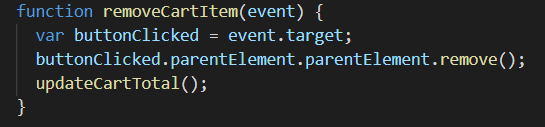 function removeCartItem(event) {
  var buttonClicked = event.target;
  buttonClicked.parentElement.parentElement.remove();
  updateCartTotal();
}